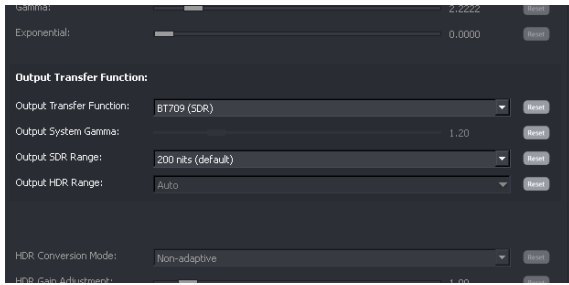 Gamma: 2.2222 Reset
Exponential: 0.0000 Reset
Output Transfer Function:
Output Transfer Function: BT709 (SDR) Reset
Output System Gamma: 1.20 Reset
Output SDR Range: 200 nits (default) Reset
Output HDR Range: Auto Reset
HDR Conversion Mode: Non-adaptive Reset
HDR Gain Adjustment: 1.00 Reset